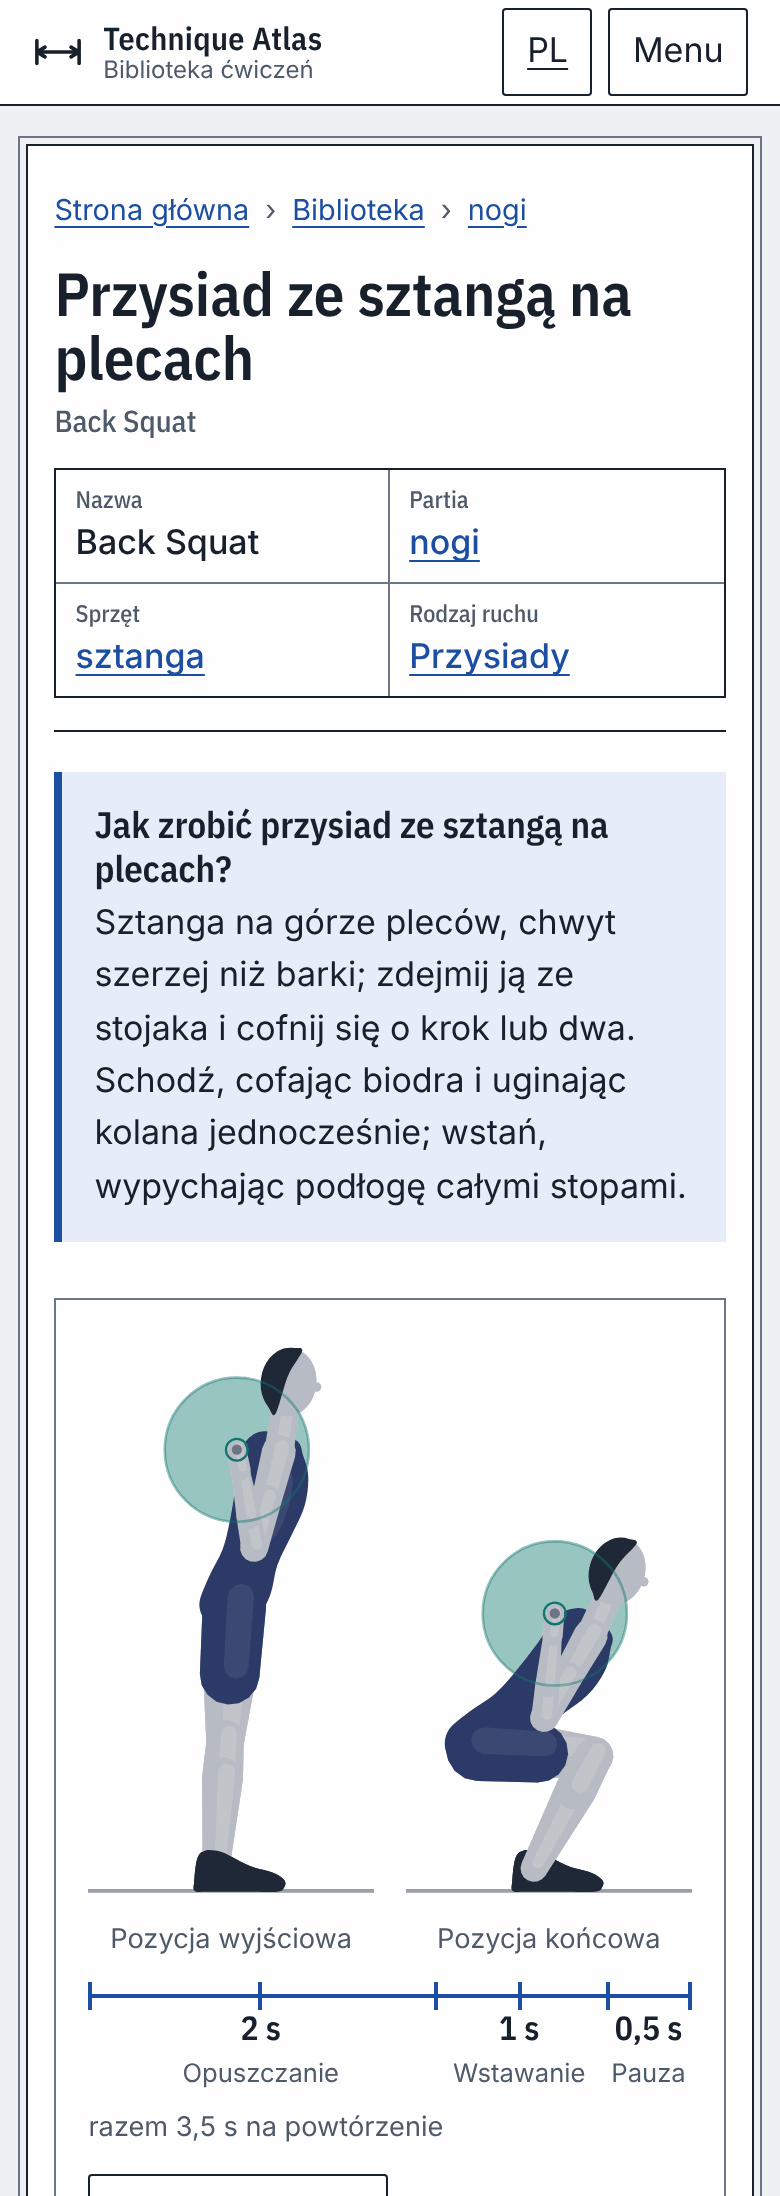 Technique Atlas
Biblioteka ćwiczeń
PL
Menu
Strona główna › Biblioteka › nogi
Przysiad ze sztangą na
plecach
Back Squat
Nazwa
Back Squat
Partia
nogi
Sprzęt
sztanga
Rodzaj ruchu
Przysiady
Jak zrobić przysiad ze sztangą na
plecach?
Sztanga na górze pleców, chwyt
szerzej niż barki; zdejmij ją ze
stojaka i cofnij się o krok lub dwa.
Schodź, cofając biodra i uginając
kolana jednocześnie; wstań,
wypychając podłogę całymi stopami.
Pozycja wyjściowa
Pozycja końcowa
2 s
Opuszczanie
1 s
Wstawanie
0,5 s
Pauza
razem 3,5 s na powtórzenie